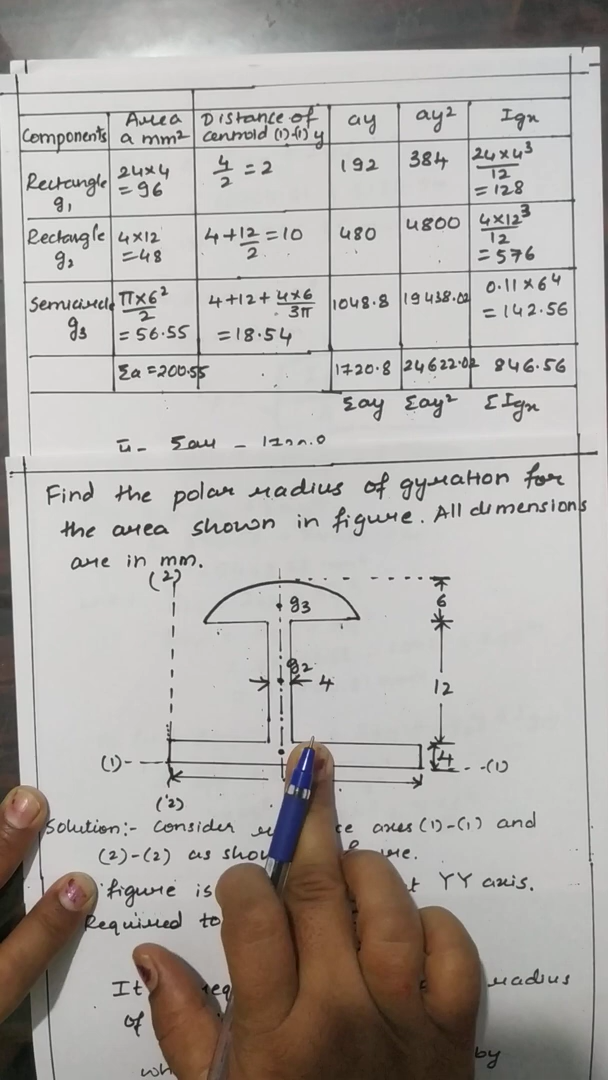 Components Area a mm² Distance of centroid (1)-(1) y ay ay² Igx
Rectangle g₁ 24×4 = 96 4/2 = 2 192 384 24×4³/12 = 128
Rectangle g₂ 4×12 = 48 4+12/2 = 10 480 4800 4×12³/12 = 576
Semicircle g₃ π×6²/2 = 56.55 4+12+4×6/3π = 18.54 1048.8 19438.02 0.11×6⁴ = 142.56
Σa = 200.55 1720.8 24622.02 846.56
Σay Σay² ΣIgx
Find the polar radius of gyration for
the area shown in figure. All dimensions
are in mm.
(2)
g₃
6
g₂
4
12
4
(1) (1)
(2)
Solution:- Consider axes (1)-(1) and
(2)-(2) as
figure is YY axis.
Required to
It radius
of
by